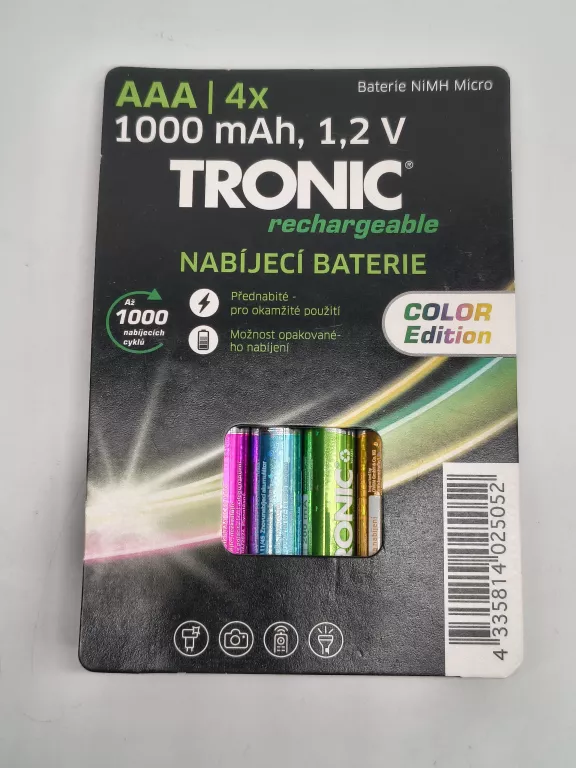 AAA | 4x
Baterie NiMH Micro
1000 mAh, 1,2 V
TRONIC®
rechargeable
NABÍJECÍ BATERIE
Až
1000
nabíjecích
cyklů
Přednabité -
pro okamžité použití
Možnost opakované-
ho nabíjení
COLOR
Edition
RONIC
4 335814 025052